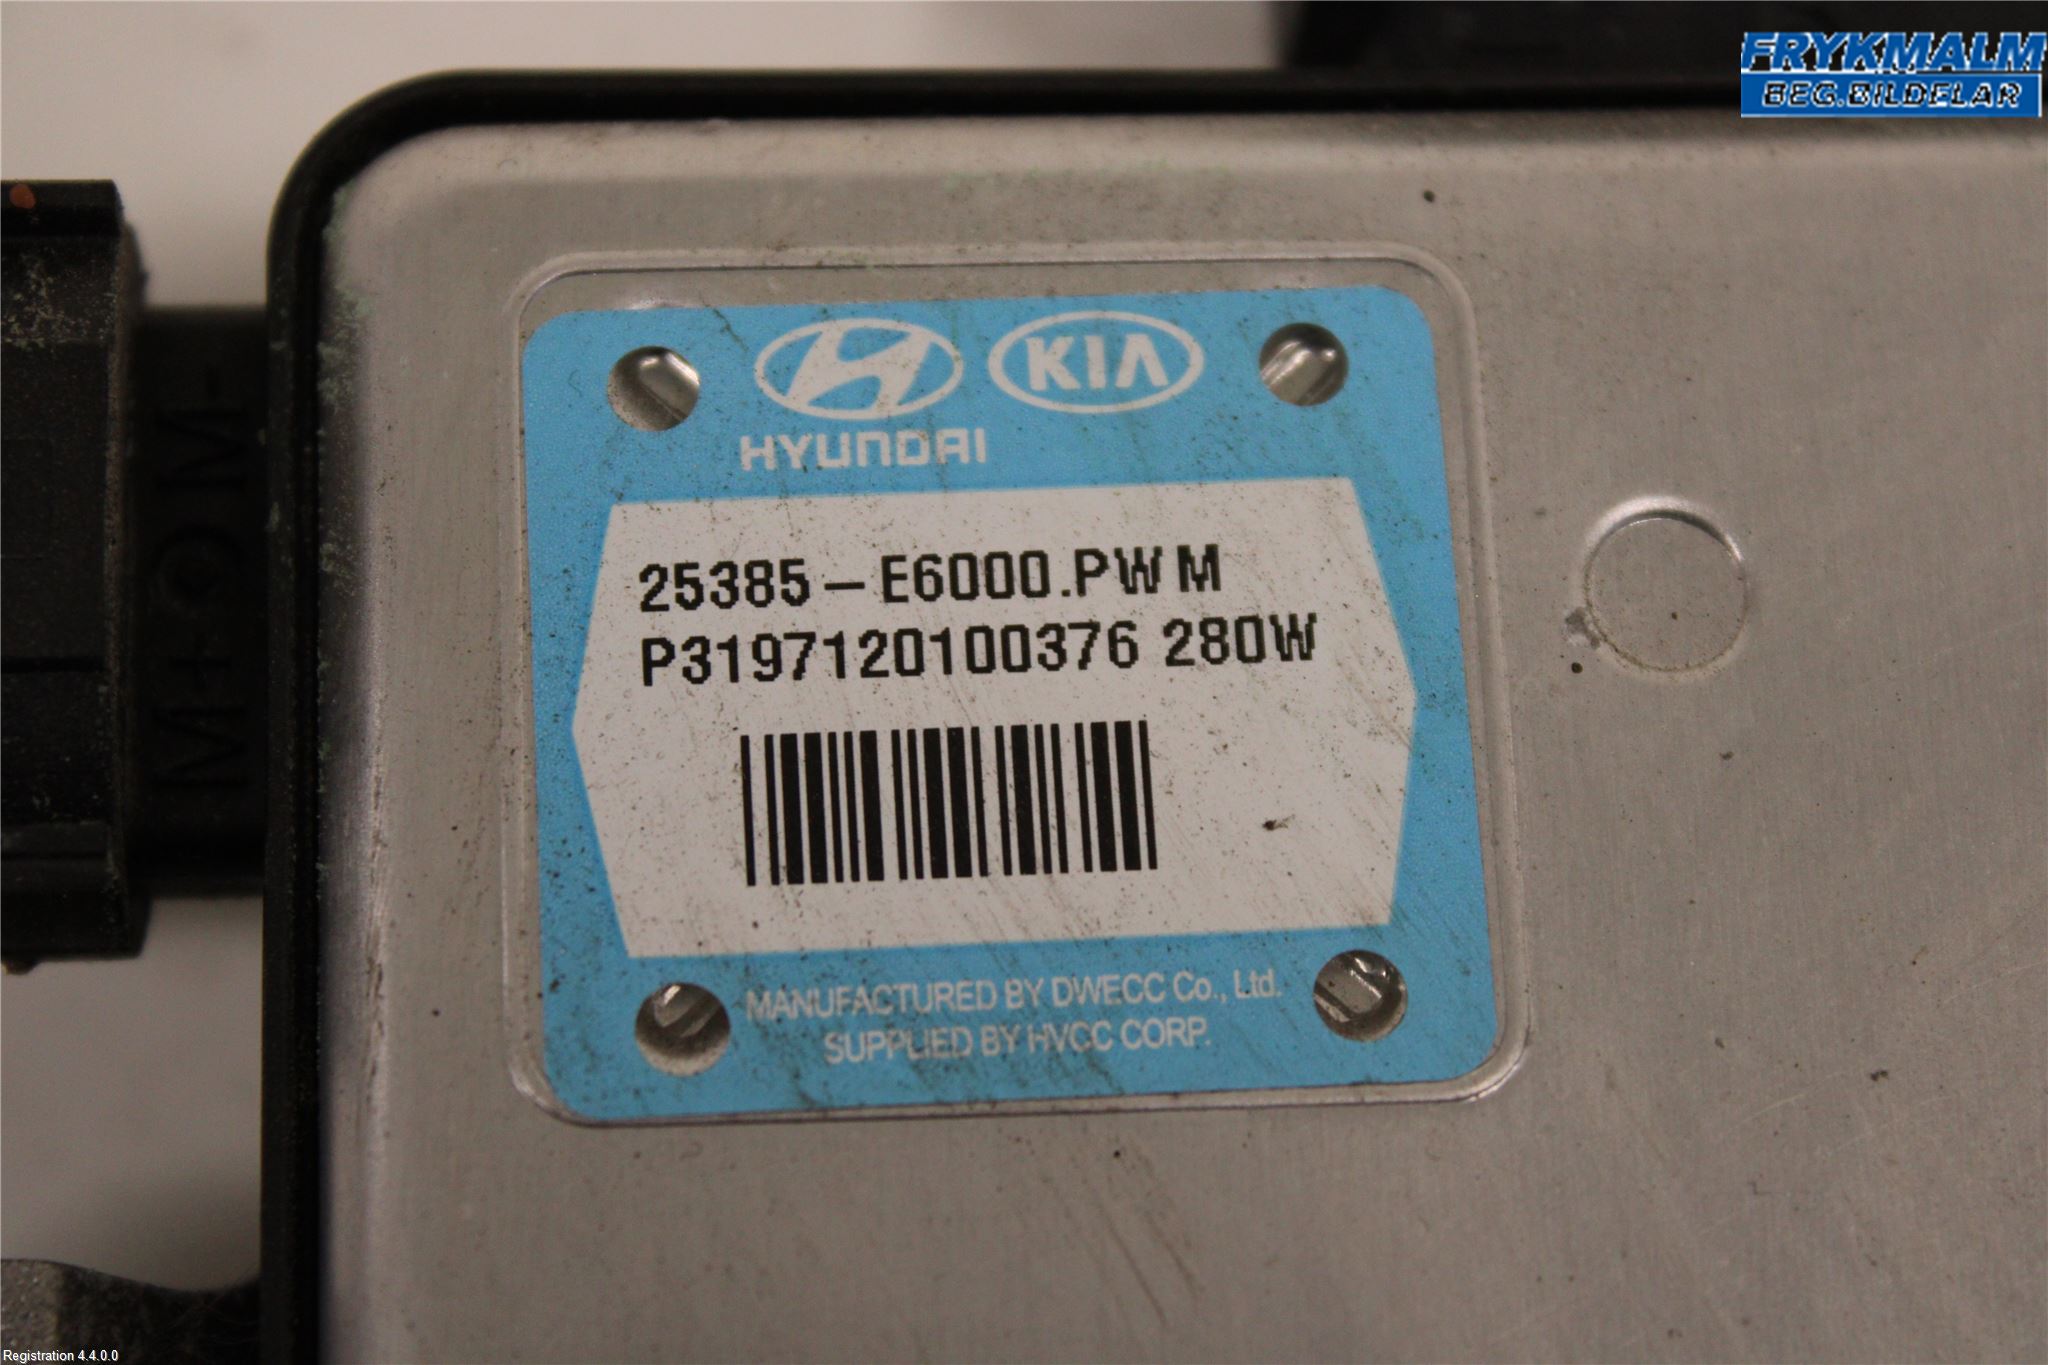 FRYKMALM
BEG.BILDELAR
KIA
HYUNDAI
25385-E6000.PWM
P3197120100376 280W
MANUFACTURED BY DWECC Co., Ltd.
SUPPLIED BY HVCC CORP.
M+ M-
Registration 4.4.0.0